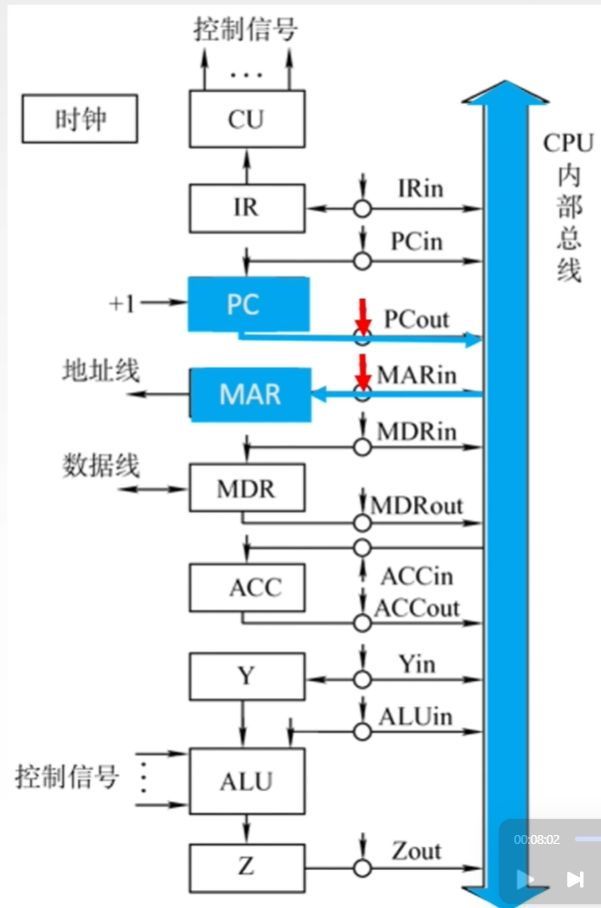 控制信号
...
时钟
CU
CPU
内
部
总
线
IRin
IR
PCin
+1
PC
PCout
地址线
MARin
MAR
MDRin
数据线
MDR
MDRout
ACCin
ACC
ACCout
Y
Yin
ALUin
控制信号
ALU
00:08:02
Zout
Z